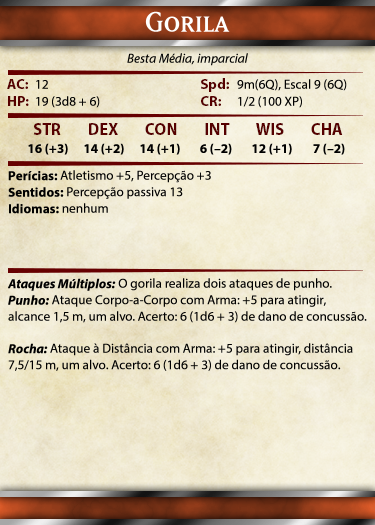 GORILA
Besta Média, imparcial
AC: 12 Spd: 9m(6Q), Escal 9 (6Q)
HP: 19 (3d8 + 6) CR: 1/2 (100 XP)
STR DEX CON INT WIS CHA
16 (+3) 14 (+2) 14 (+1) 6 (–2) 12 (+1) 7 (–2)
Perícias: Atletismo +5, Percepção +3
Sentidos: Percepção passiva 13
Idiomas: nenhum
Ataques Múltiplos: O gorila realiza dois ataques de punho.
Punho: Ataque Corpo-a-Corpo com Arma: +5 para atingir,
alcance 1,5 m, um alvo. Acerto: 6 (1d6 + 3) de dano de concussão.
Rocha: Ataque à Distância com Arma: +5 para atingir, distância
7,5/15 m, um alvo. Acerto: 6 (1d6 + 3) de dano de concussão.